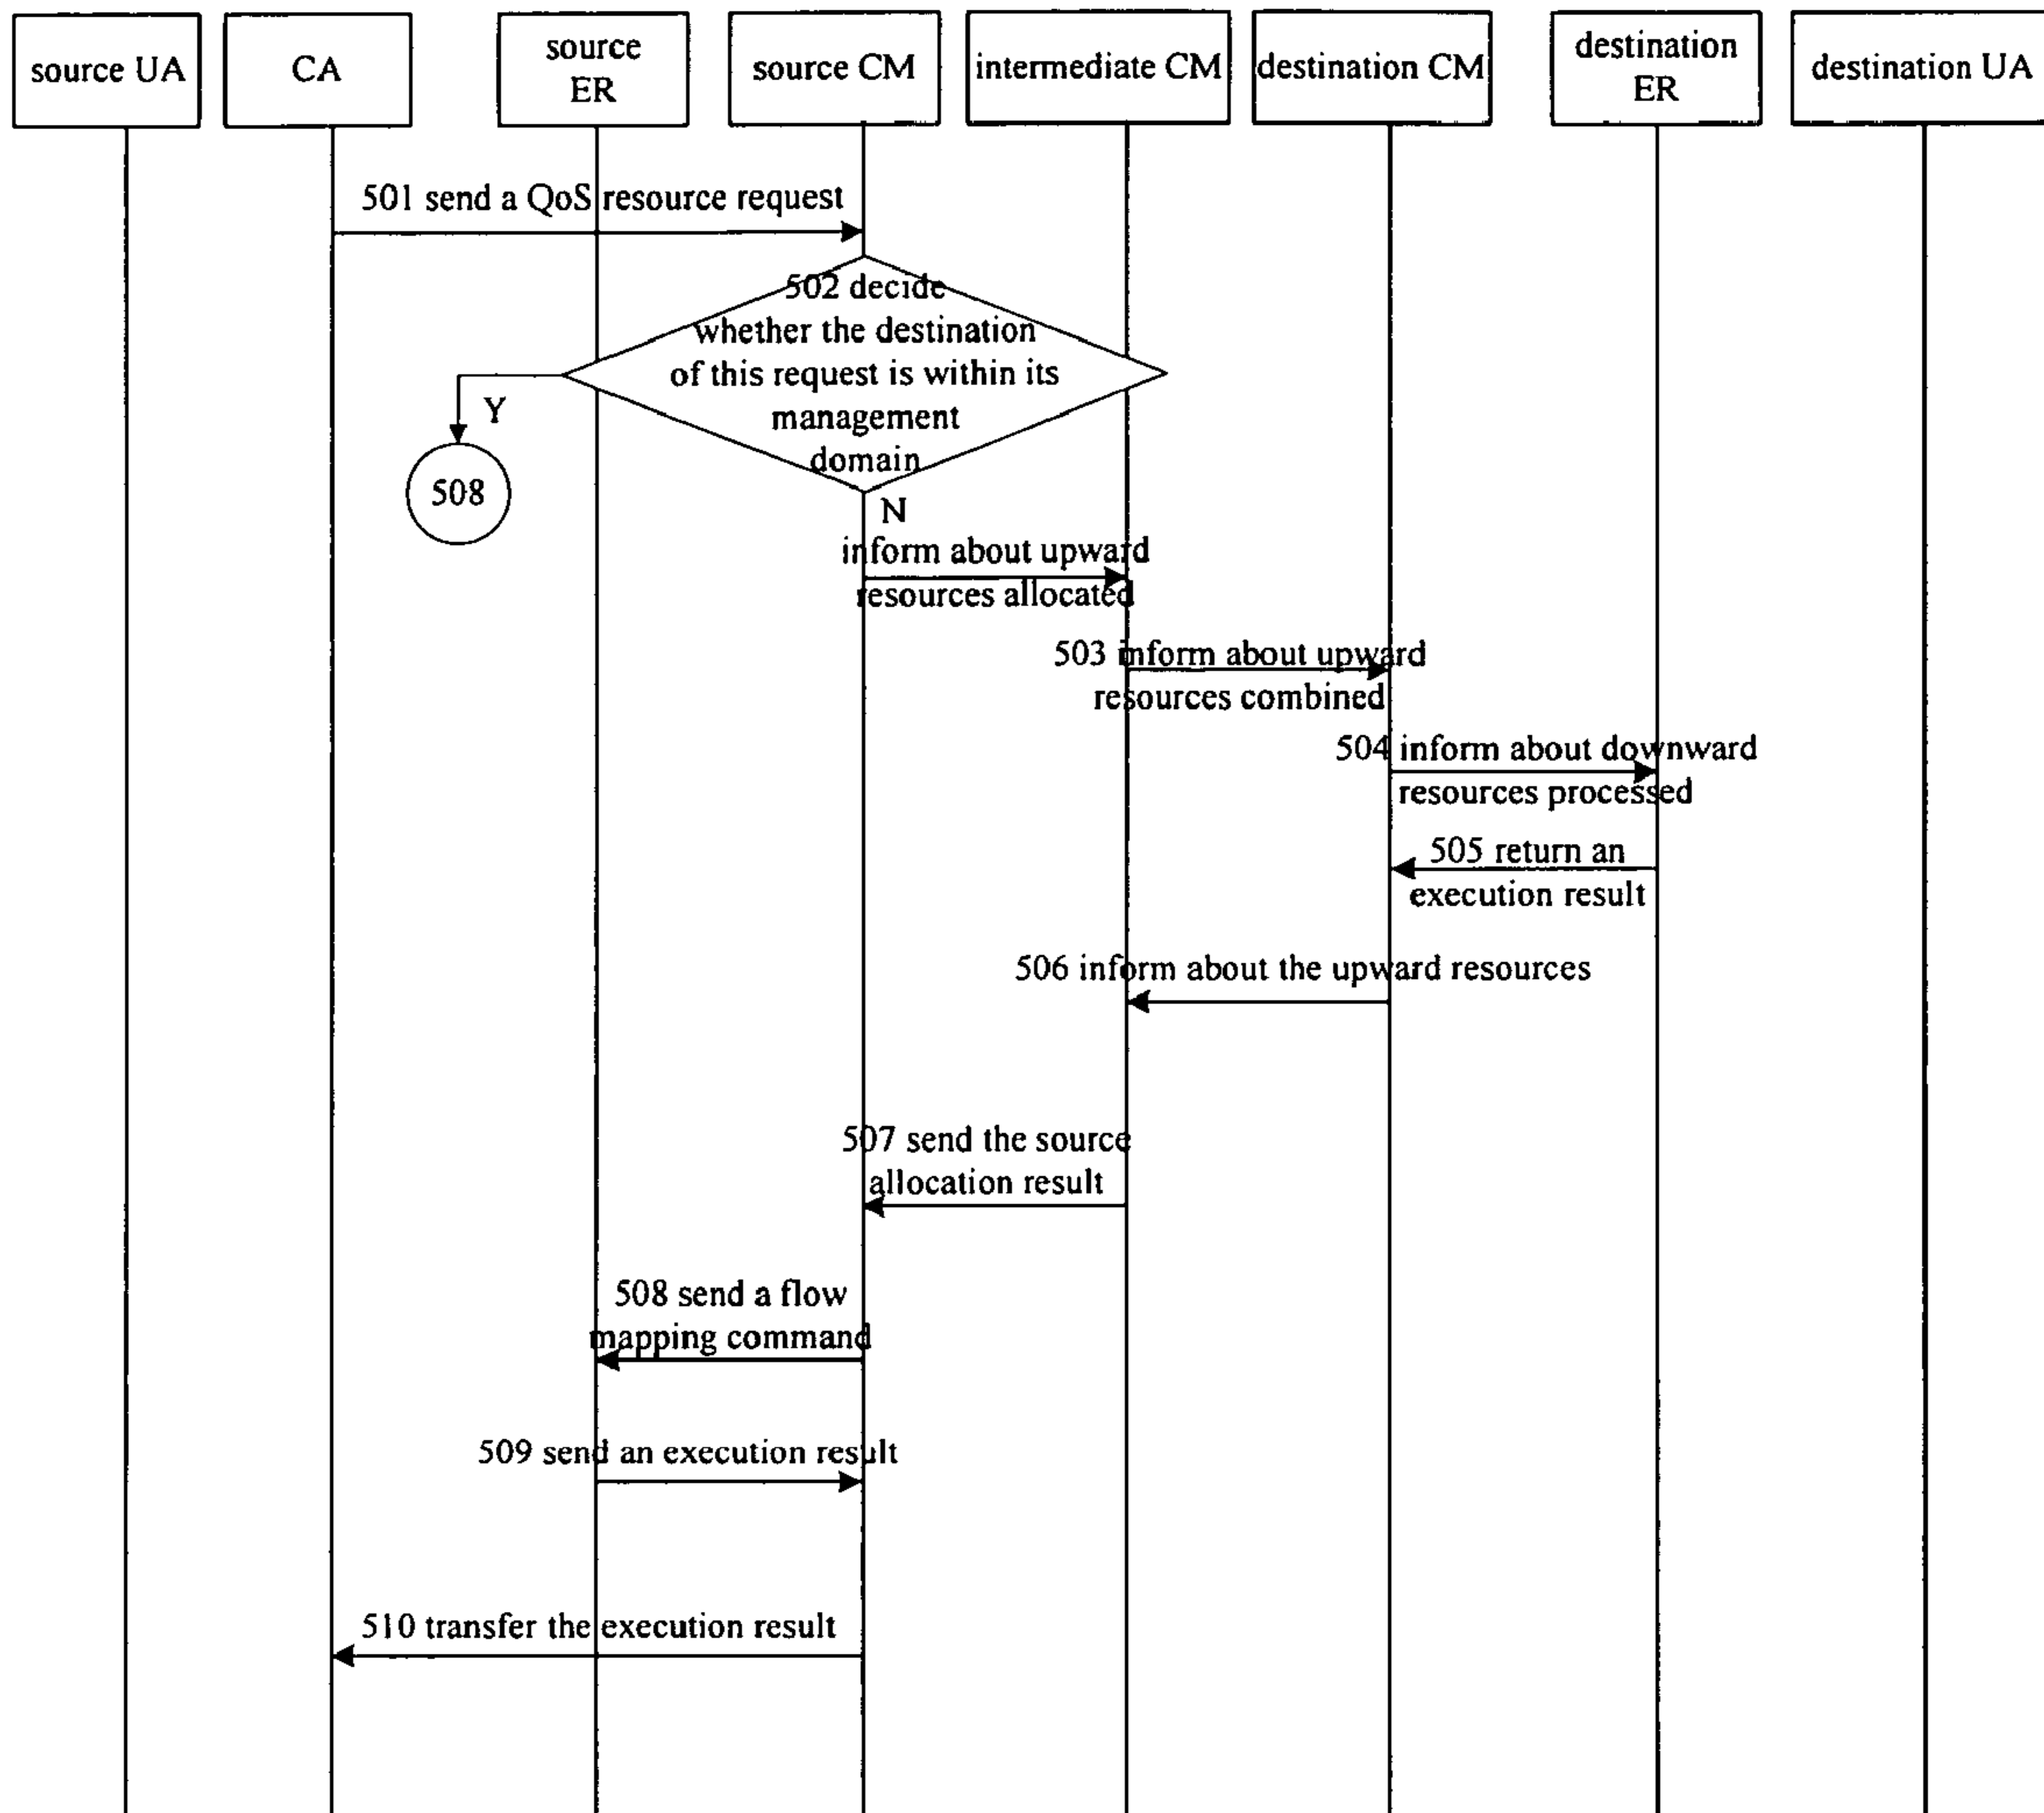 source UA
CA
source
ER
source CM
intermediate CM
destination CM
destination
ER
destination UA
501 send a QoS resource request
502 decide
whether the destination
of this request is within its
management
domain
Y
508
N
inform about upward
resources allocated
503 inform about upward
resources combined
504 inform about downward
resources processed
505 return an
execution result
506 inform about the upward resources
507 send the source
allocation result
508 send a flow
mapping command
509 send an execution result
510 transfer the execution result